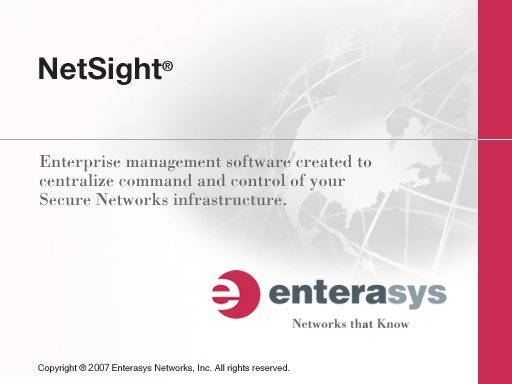 NetSight®
Enterprise management software created to
centralize command and control of your
Secure Networks infrastructure.
e enterasys
Networks that Know
Copyright ® 2007 Enterasys Networks, Inc. All rights reserved.